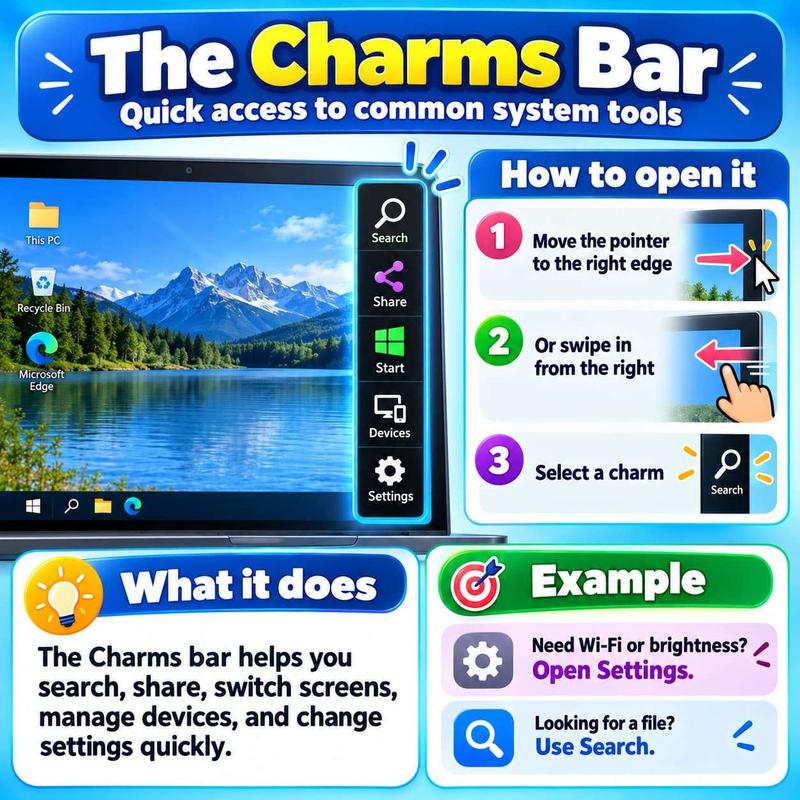 The Charms Bar
Quick access to common system tools
This PC
Recycle Bin
Microsoft
Edge
Search
Share
Start
Devices
Settings
How to open it
1
Move the pointer
to the right edge
2
Or swipe in
from the right
3
Select a charm
Search
What it does
The Charms bar helps you
search, share, switch screens,
manage devices, and change
settings quickly.
Example
Need Wi-Fi or brightness?
Open Settings.
Looking for a file?
Use Search.